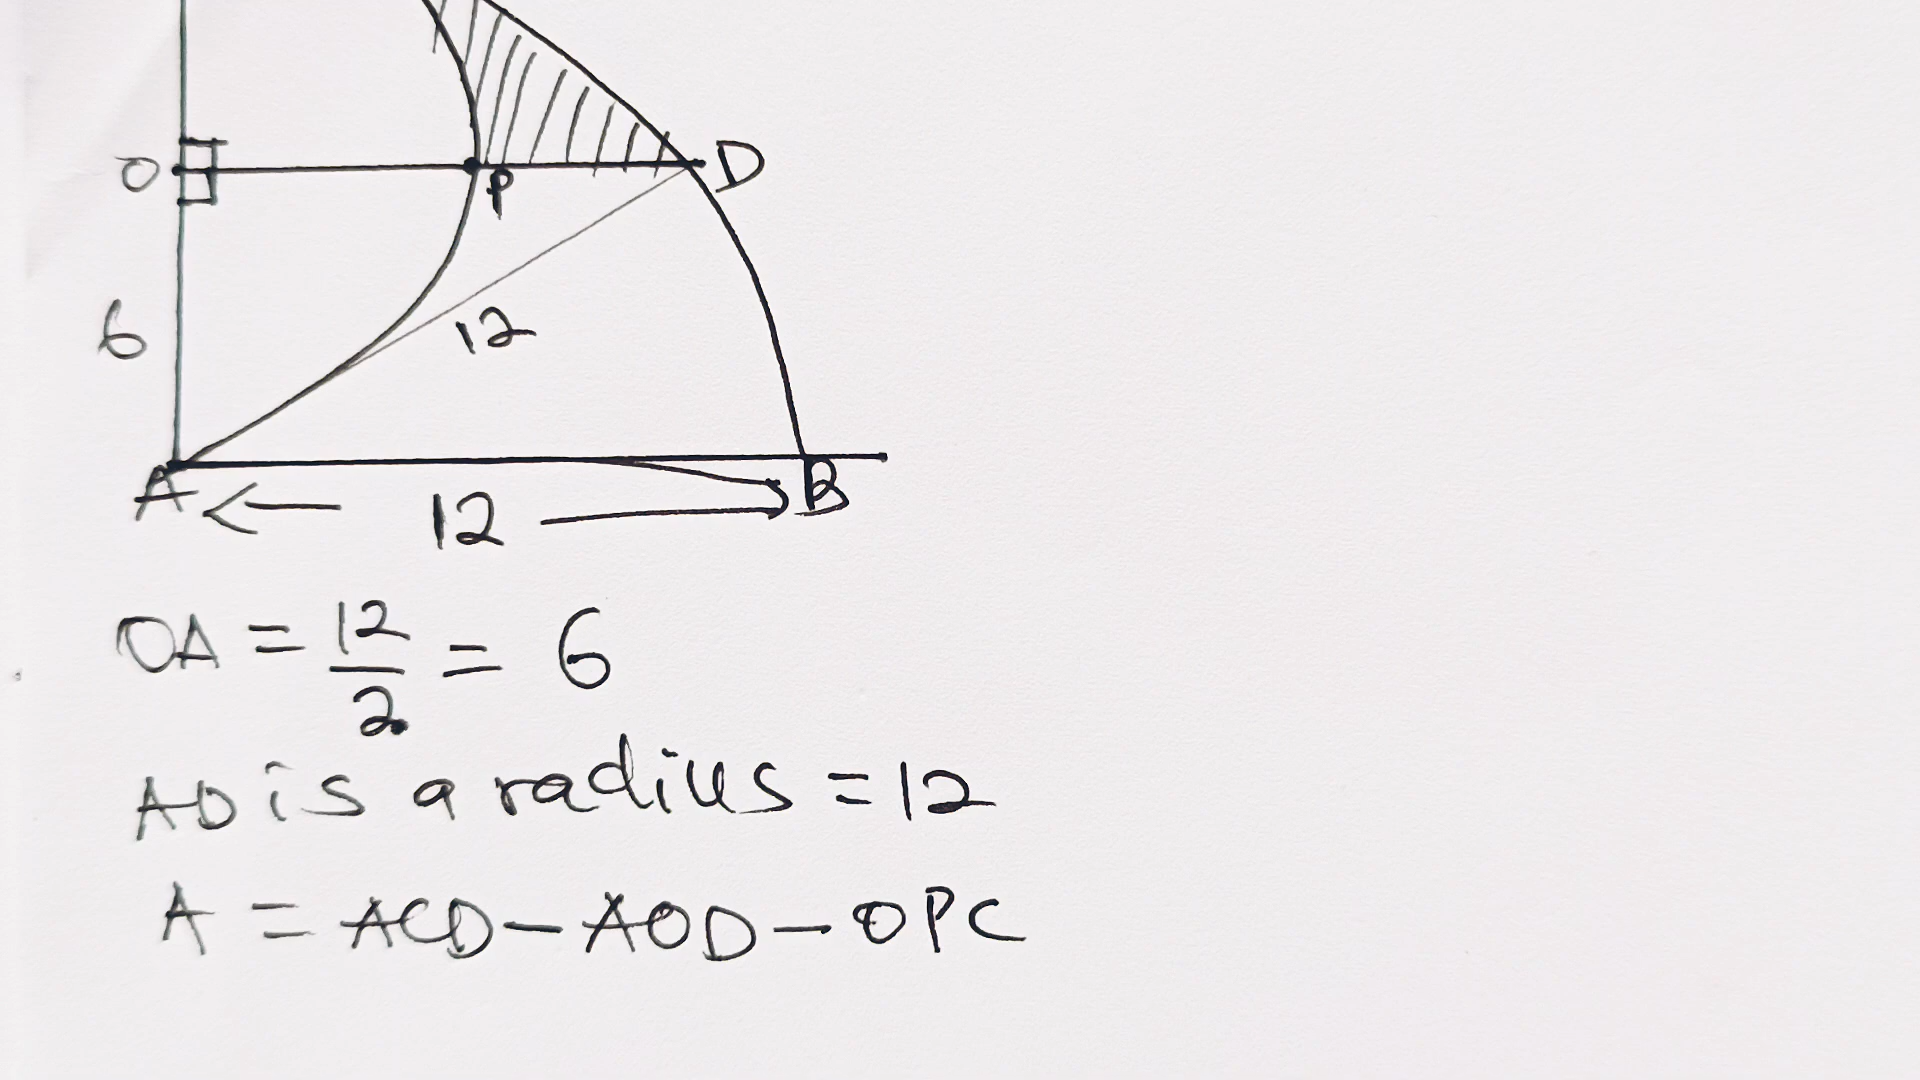 O
D
P
6
12
A
12
B
OA = 12/2 = 6
AD is a radius = 12
A = ACD - AOD - OPC